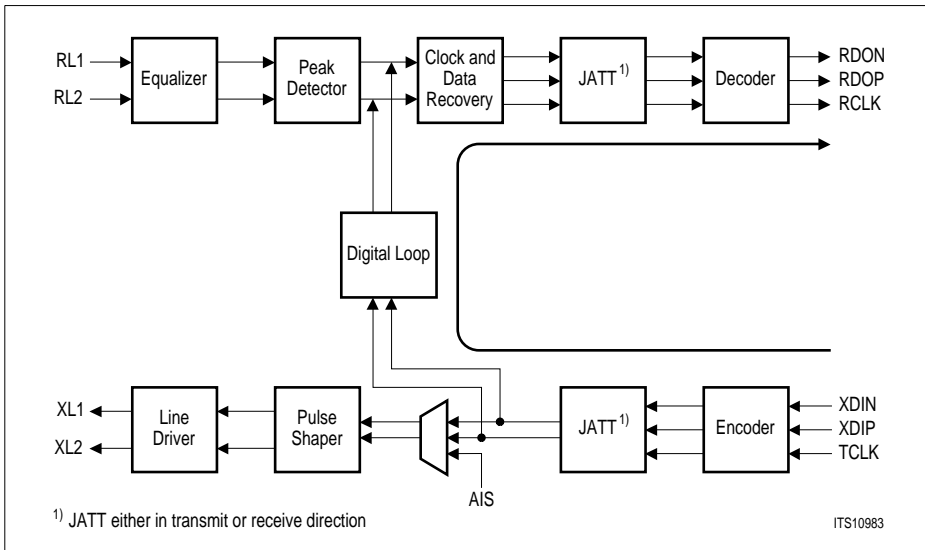 RL1
RL2
Equalizer
Peak
Detector
Clock and
Data
Recovery
JATT 1)
Decoder
RDON
RDOP
RCLK
Digital Loop
XL1
XL2
Line
Driver
Pulse
Shaper
AIS
JATT 1)
Encoder
XDIN
XDIP
TCLK
1) JATT either in transmit or receive direction
ITS10983